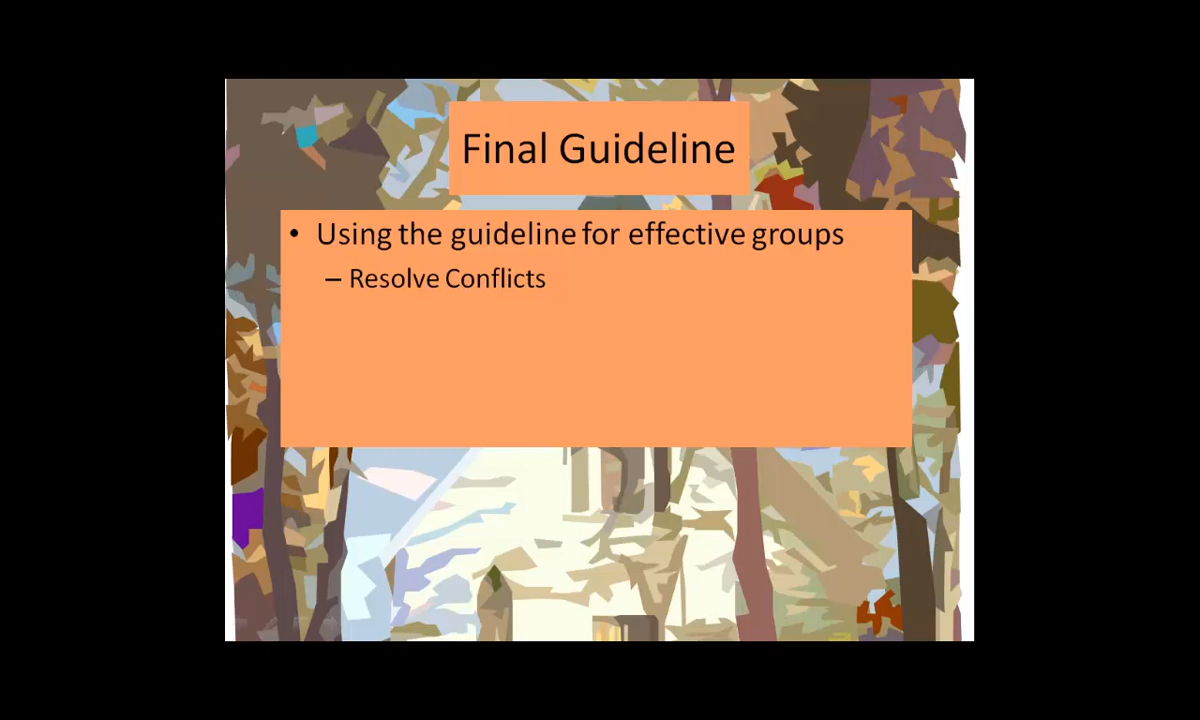 Final Guideline
• Using the guideline for effective groups
– Resolve Conflicts